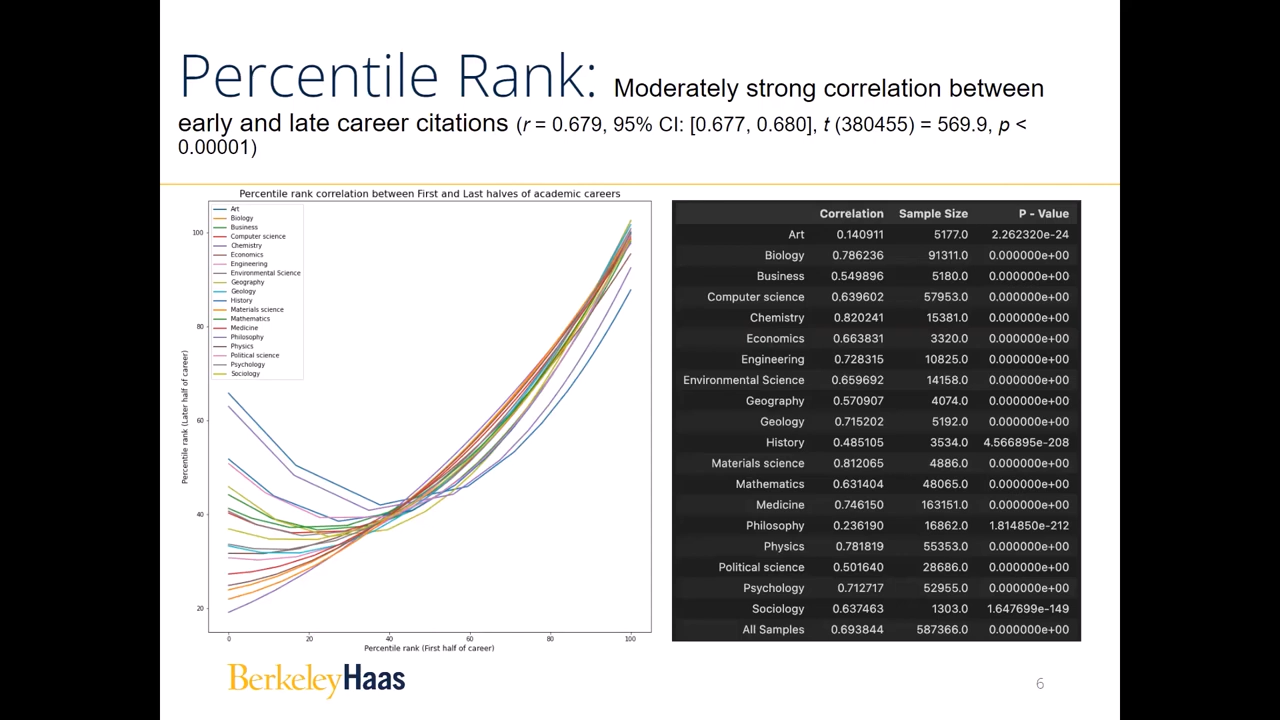 Percentile Rank: Moderately strong correlation between
early and late career citations (r = 0.679, 95% CI: [0.677, 0.680], t (380455) = 569.9, p <
0.00001)
Percentile rank correlation between First and Last halves of academic careers
Art
Biology
Business
Computer science
Chemistry
Economics
Engineering
Environmental Science
Geography
Geology
History
Materials science
Mathematics
Medicine
Philosophy
Physics
Political science
Psychology
Sociology
Percentile rank (Later half of career)
100
80
60
40
20
0 20 40 60 80 100
Percentile rank (First half of career)
Correlation Sample Size P - Value
Art 0.140911 5177.0 2.262320e-24
Biology 0.786236 91311.0 0.000000e+00
Business 0.549896 5180.0 0.000000e+00
Computer science 0.639602 57953.0 0.000000e+00
Chemistry 0.820241 15381.0 0.000000e+00
Economics 0.663831 3320.0 0.000000e+00
Engineering 0.728315 10825.0 0.000000e+00
Environmental Science 0.659692 14158.0 0.000000e+00
Geography 0.570907 4074.0 0.000000e+00
Geology 0.715202 5192.0 0.000000e+00
History 0.485105 3534.0 4.566895e-208
Materials science 0.812065 4886.0 0.000000e+00
Mathematics 0.631404 48065.0 0.000000e+00
Medicine 0.746150 163151.0 0.000000e+00
Philosophy 0.236190 16862.0 1.814850e-212
Physics 0.781819 55353.0 0.000000e+00
Political science 0.501640 28686.0 0.000000e+00
Psychology 0.712717 52955.0 0.000000e+00
Sociology 0.637463 1303.0 1.647699e-149
All Samples 0.693844 587366.0 0.000000e+00
BerkeleyHaas
6